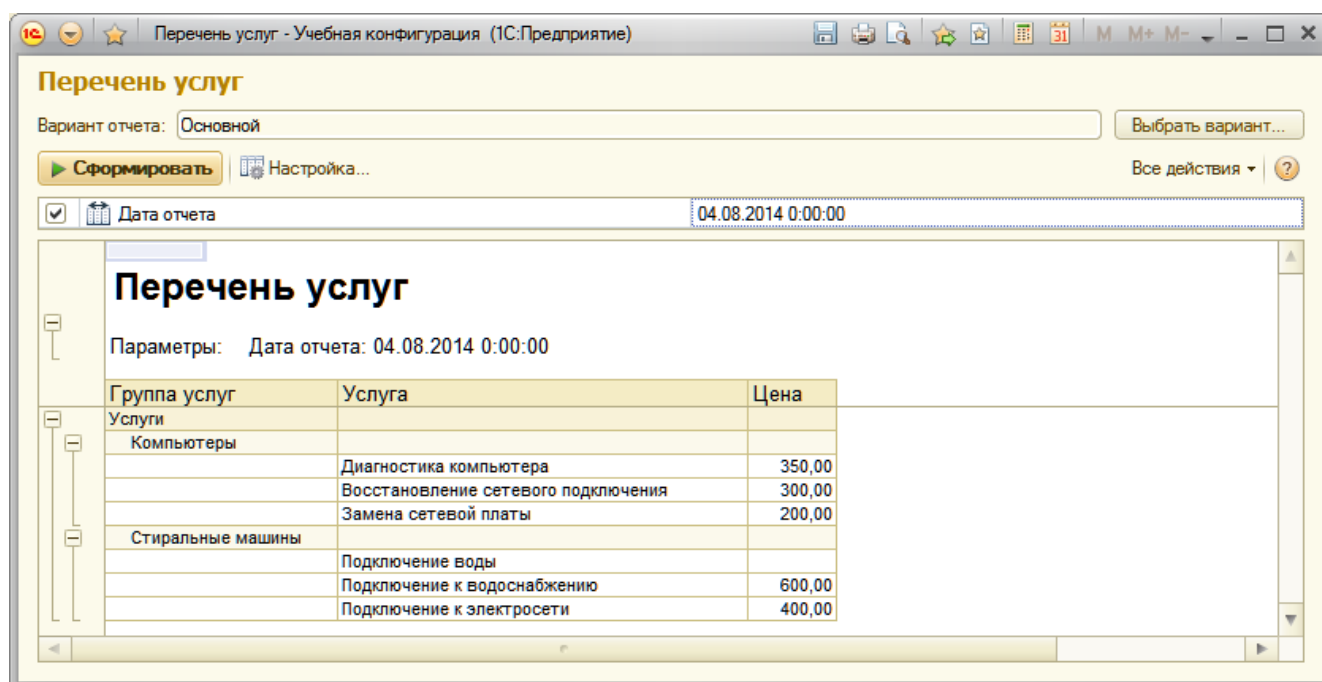 1С Перечень услуг - Учебная конфигурация (1С:Предприятие) 31 M M+ M-
Перечень услуг
Вариант отчета: Основной Выбрать вариант...
Сформировать Настройка... Все действия ?
Дата отчета 04.08.2014 0:00:00
Перечень услуг
Параметры: Дата отчета: 04.08.2014 0:00:00
Группа услуг Услуга Цена
Услуги
Компьютеры
Диагностика компьютера 350,00
Восстановление сетевого подключения 300,00
Замена сетевой платы 200,00
Стиральные машины
Подключение воды
Подключение к водоснабжению 600,00
Подключение к электросети 400,00